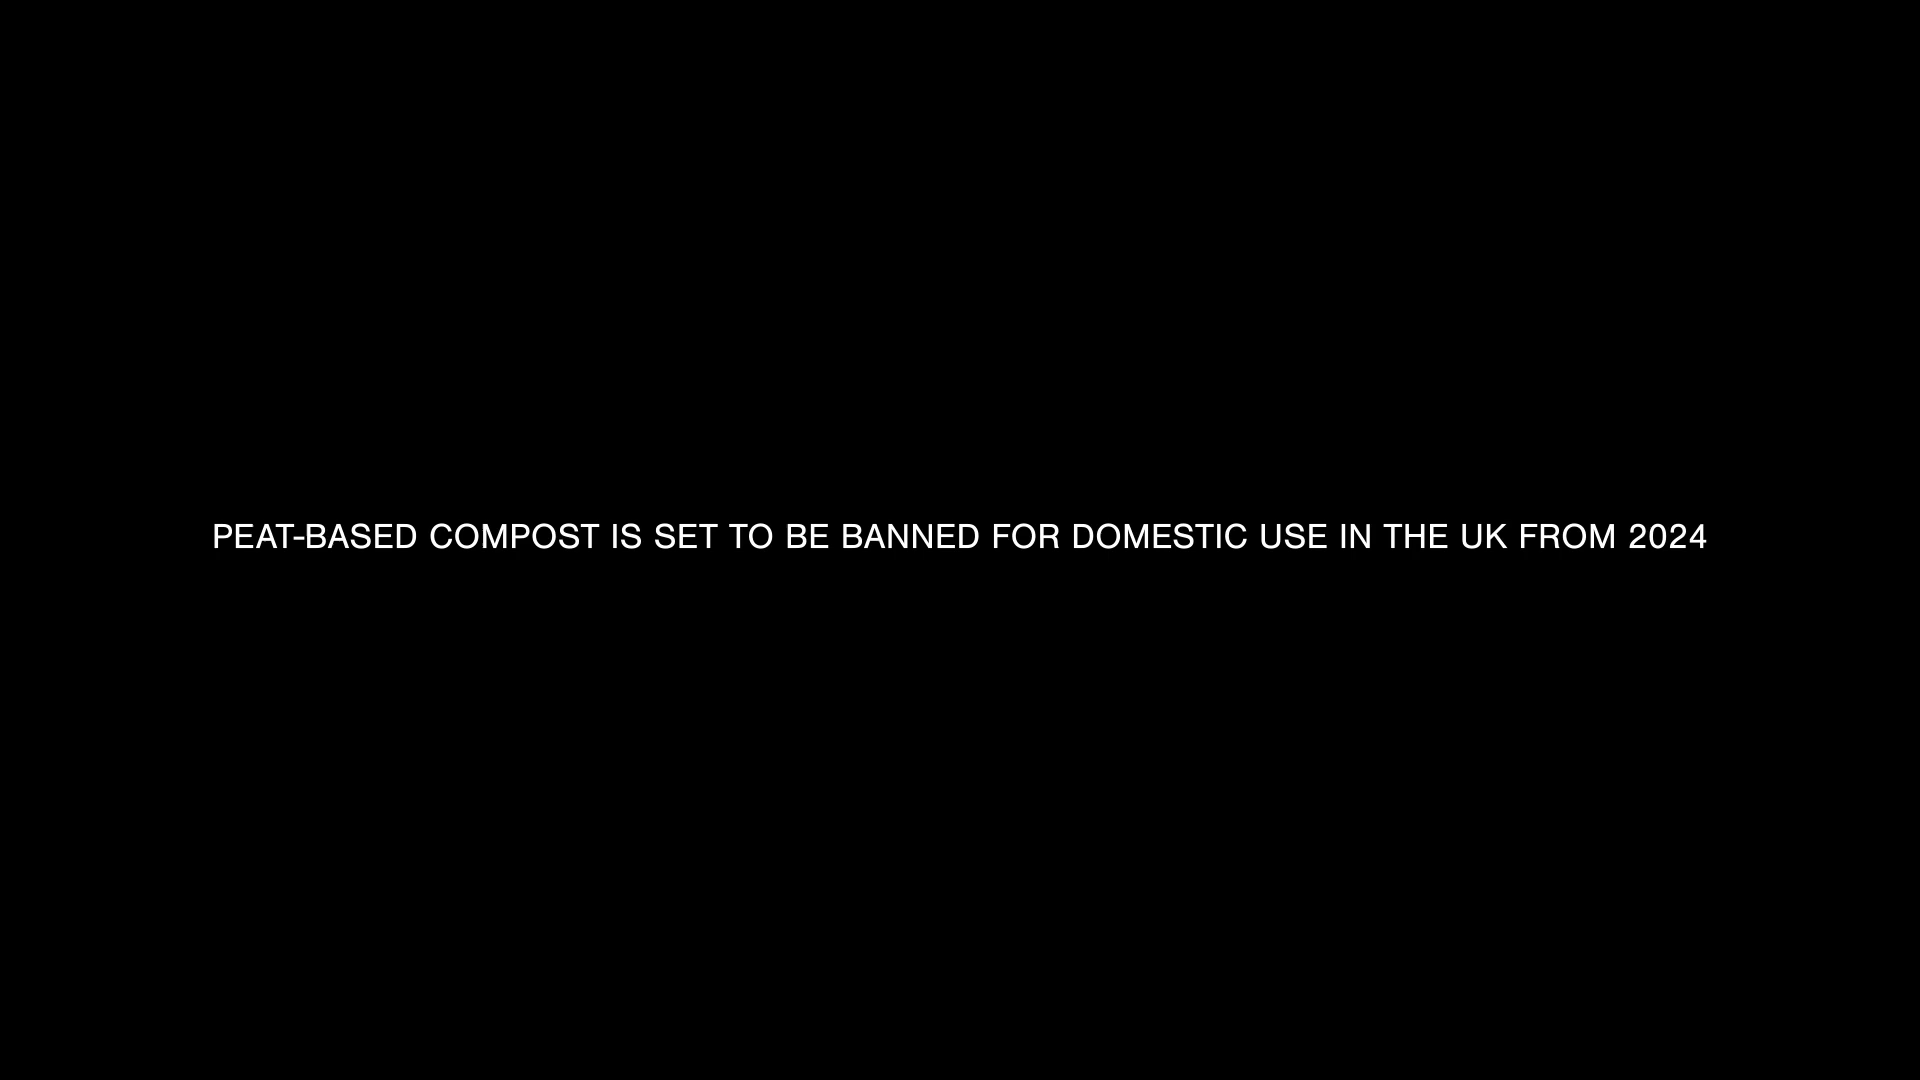 PEAT-BASED COMPOST IS SET TO BE BANNED FOR DOMESTIC USE IN THE UK FROM 2024